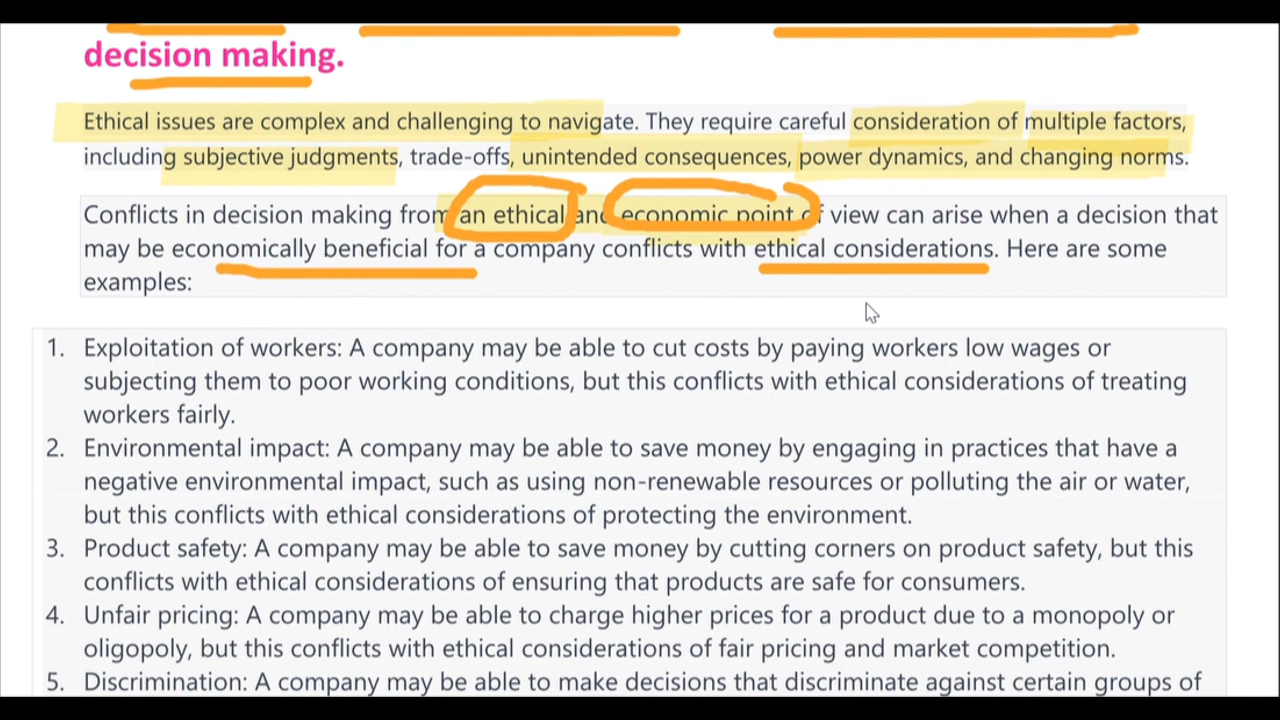 decision making.
Ethical issues are complex and challenging to navigate. They require careful consideration of multiple factors,
including subjective judgments, trade-offs, unintended consequences, power dynamics, and changing norms.
Conflicts in decision making from an ethical and economic point of view can arise when a decision that
may be economically beneficial for a company conflicts with ethical considerations. Here are some
examples:
1. Exploitation of workers: A company may be able to cut costs by paying workers low wages or
subjecting them to poor working conditions, but this conflicts with ethical considerations of treating
workers fairly.
2. Environmental impact: A company may be able to save money by engaging in practices that have a
negative environmental impact, such as using non-renewable resources or polluting the air or water,
but this conflicts with ethical considerations of protecting the environment.
3. Product safety: A company may be able to save money by cutting corners on product safety, but this
conflicts with ethical considerations of ensuring that products are safe for consumers.
4. Unfair pricing: A company may be able to charge higher prices for a product due to a monopoly or
oligopoly, but this conflicts with ethical considerations of fair pricing and market competition.
5. Discrimination: A company may be able to make decisions that discriminate against certain groups of